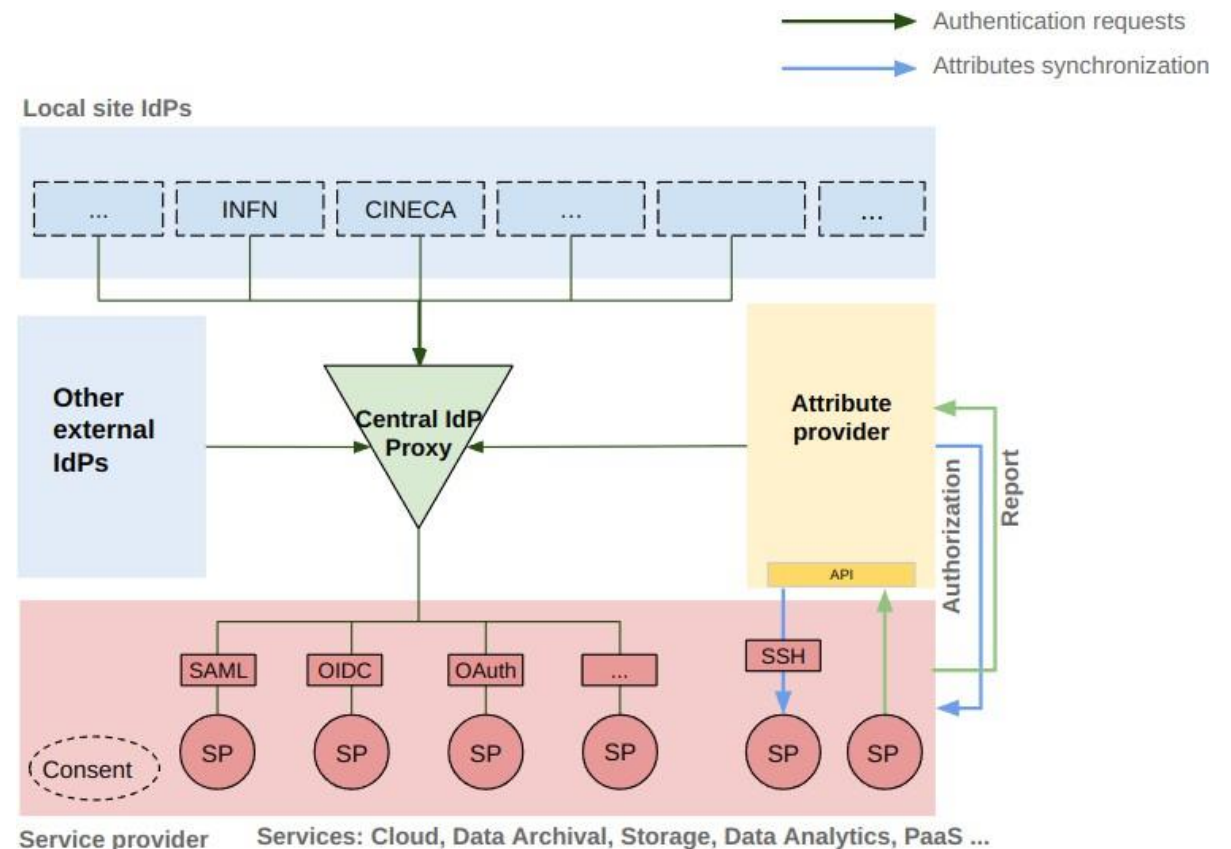 Authentication requests
Attributes synchronization
Local site IdPs
...
INFN
CINECA
...
...
Other
external
IdPs
Central IdP
Proxy
Attribute
provider
API
Authorization
Report
SAML
OIDC
OAuth
...
SSH
SP
SP
SP
SP
SP
SP
Consent
Service provider
Services: Cloud, Data Archival, Storage, Data Analytics, PaaS ...